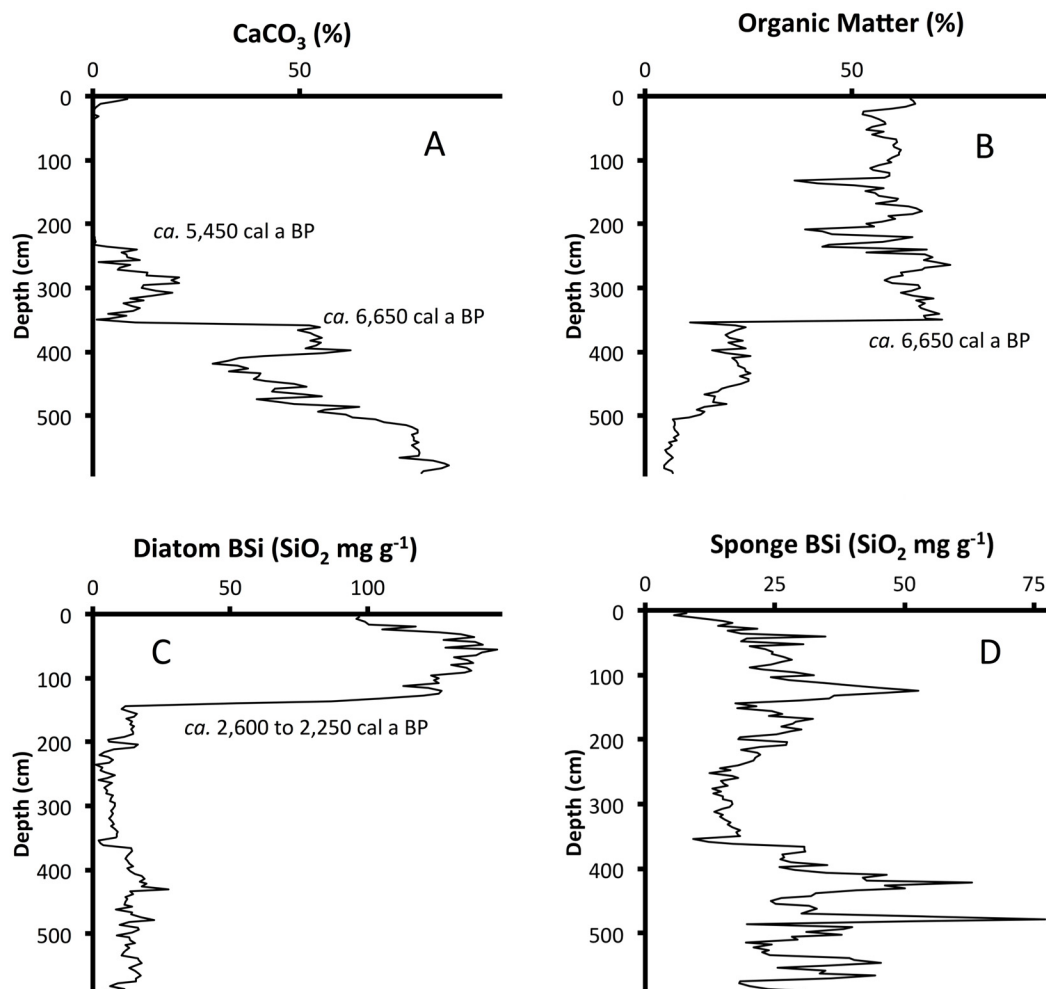 CaCO₃ (%)
0 50
0
100
200
300
400
500
Depth (cm)
A
ca. 5,450 cal a BP
ca. 6,650 cal a BP
Organic Matter (%)
0 50
0
100
200
300
400
500
Depth (cm)
B
ca. 6,650 cal a BP
Diatom BSi (SiO₂ mg g⁻¹)
0 50 100
0
100
200
300
400
500
Depth (cm)
C
ca. 2,600 to 2,250 cal a BP
Sponge BSi (SiO₂ mg g⁻¹)
0 25 50 75
0
100
200
300
400
500
Depth (cm)
D